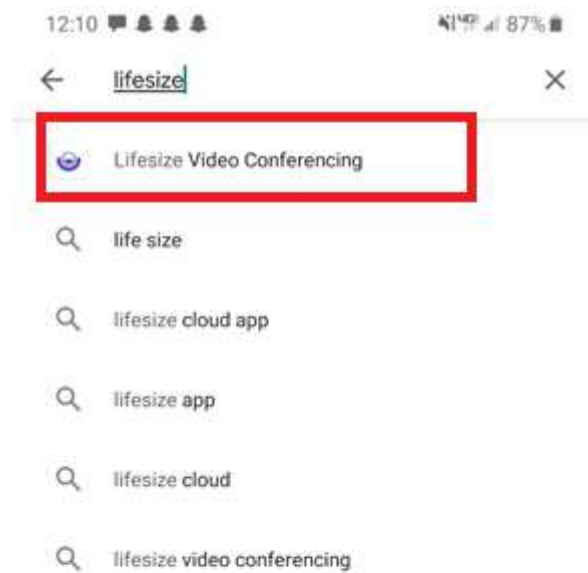 12:10 87%
lifesize
Lifesize Video Conferencing
life size
lifesize cloud app
lifesize app
lifesize cloud
lifesize video conferencing